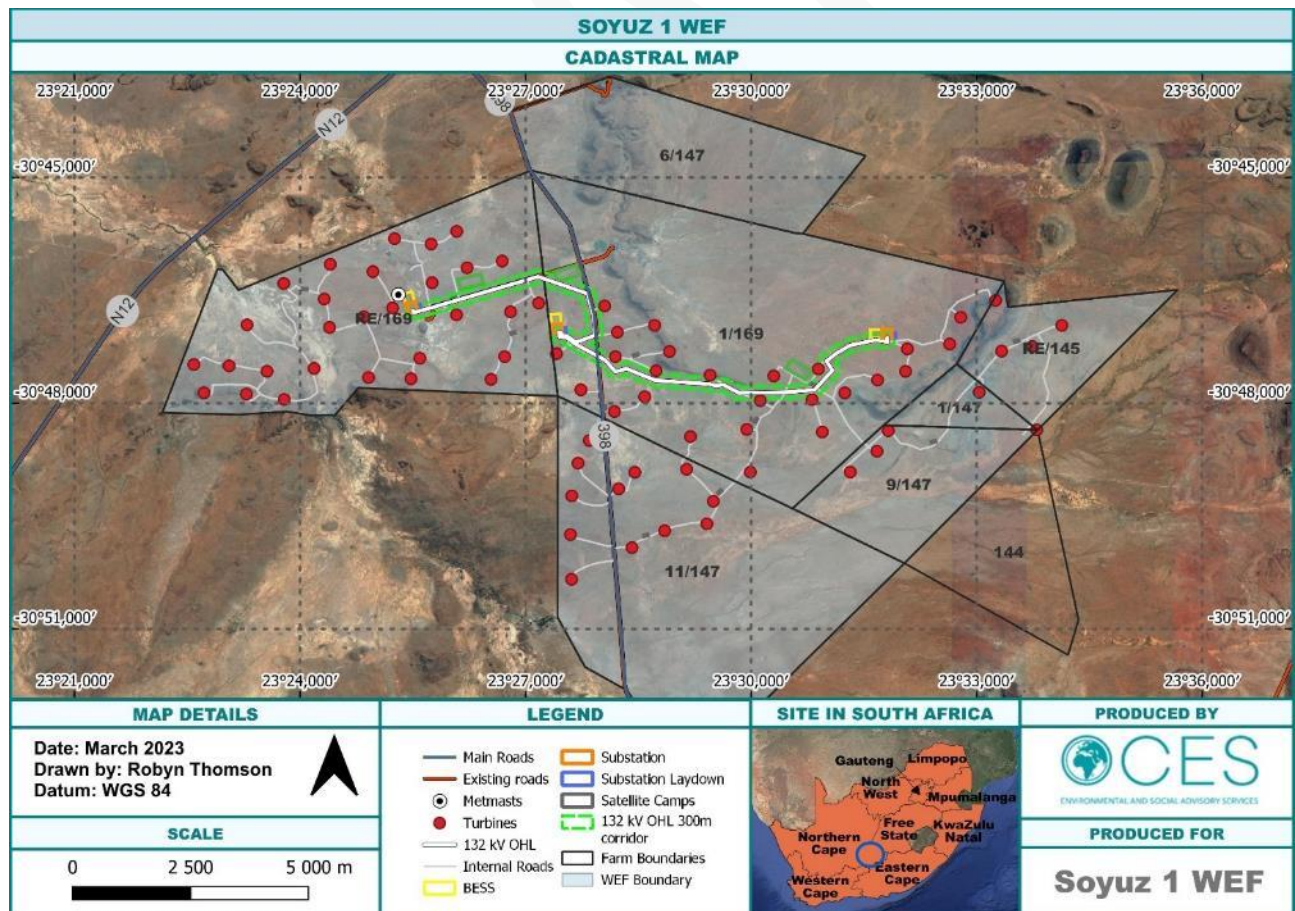 SOYUZ 1 WEF
CADASTRAL MAP
23°21,000′ 23°24,000′ 23°27,000′ 23°30,000′ 23°33,000′ 23°36,000′
N12
398
6/147
-30°45,000′ -30°45,000′
N12
RE/169
1/169
RE/145
-30°48,000′ -30°48,000′
1/147
398
9/147
144
11/147
-30°51,000′ -30°51,000′
23°21,000′ 23°24,000′ 23°27,000′ 23°30,000′ 23°33,000′ 23°36,000′
MAP DETAILS
Date: March 2023
Drawn by: Robyn Thomson
Datum: WGS 84
SCALE
0 2 500 5 000 m
LEGEND
Main Roads
Existing roads
Metmasts
Turbines
132 kV OHL
Internal Roads
BESS
Substation
Substation Laydown
Satellite Camps
132 kV OHL 300m
corridor
Farm Boundaries
WEF Boundary
SITE IN SOUTH AFRICA
Gauteng
Limpopo
North
West
Mpumalanga
Free
State
KwaZulu
Natal
Northern
Cape
Eastern
Cape
Western
Cape
PRODUCED BY
CES
ENVIRONMENTAL AND SOCIAL ADVISORY SERVICES
PRODUCED FOR
Soyuz 1 WEF